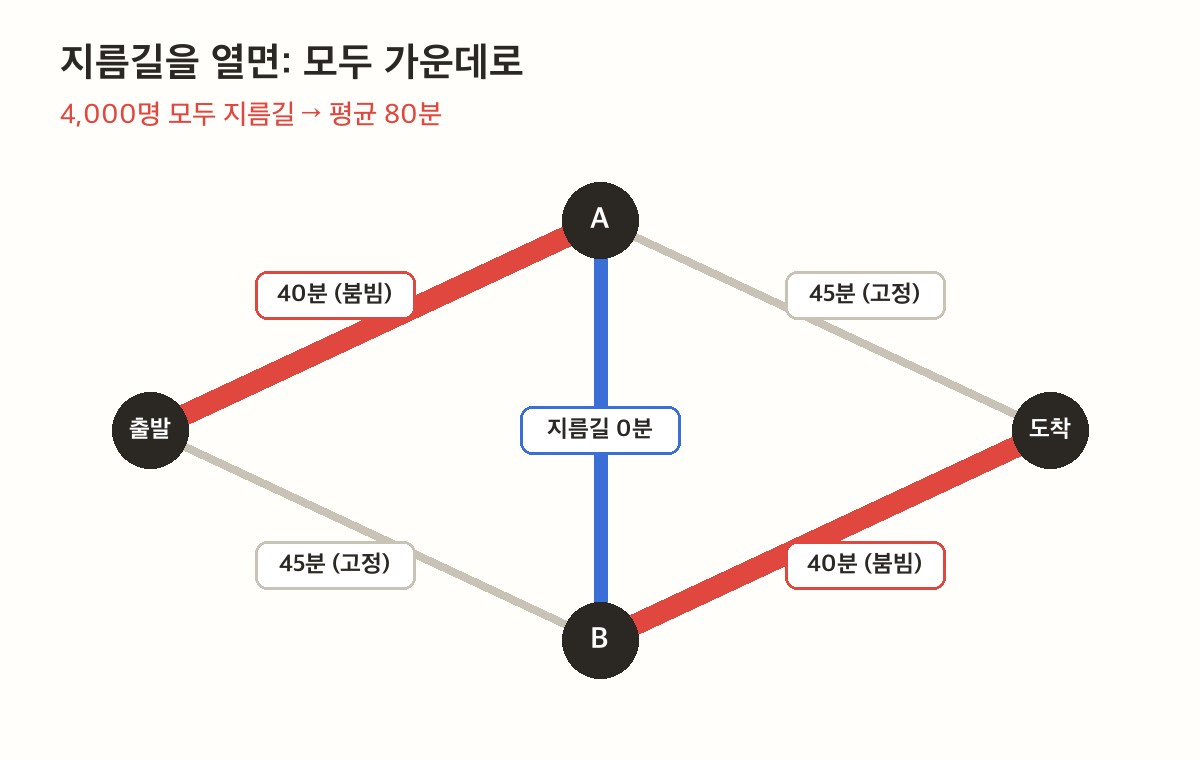 지름길을 열면: 모두 가운데로
4,000명 모두 지름길 → 평균 80분
A
40분 (붐빔)
45분 (고정)
출발
지름길 0분
도착
45분 (고정)
40분 (붐빔)
B